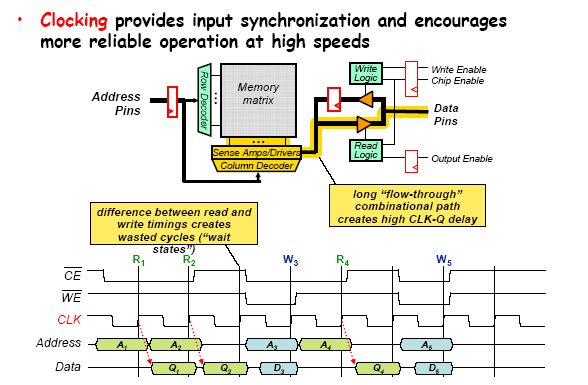 • Clocking provides input synchronization and encourages
more reliable operation at high speeds
Address
Pins
Row Decoder
Memory
matrix
...
Sense Amps/Drivers
Column Decoder
Write
Logic
Write Enable
Chip Enable
Data
Pins
Read
Logic
Output Enable
long “flow-through”
combinational path
creates high CLK-Q delay
difference between read and
write timings creates
wasted cycles (“wait
states”)
R1 R2 W3 R4 W5
CE
WE
CLK
Address A1 A2 A3 A4 A5
Data Q1 Q2 D3 Q4 D5